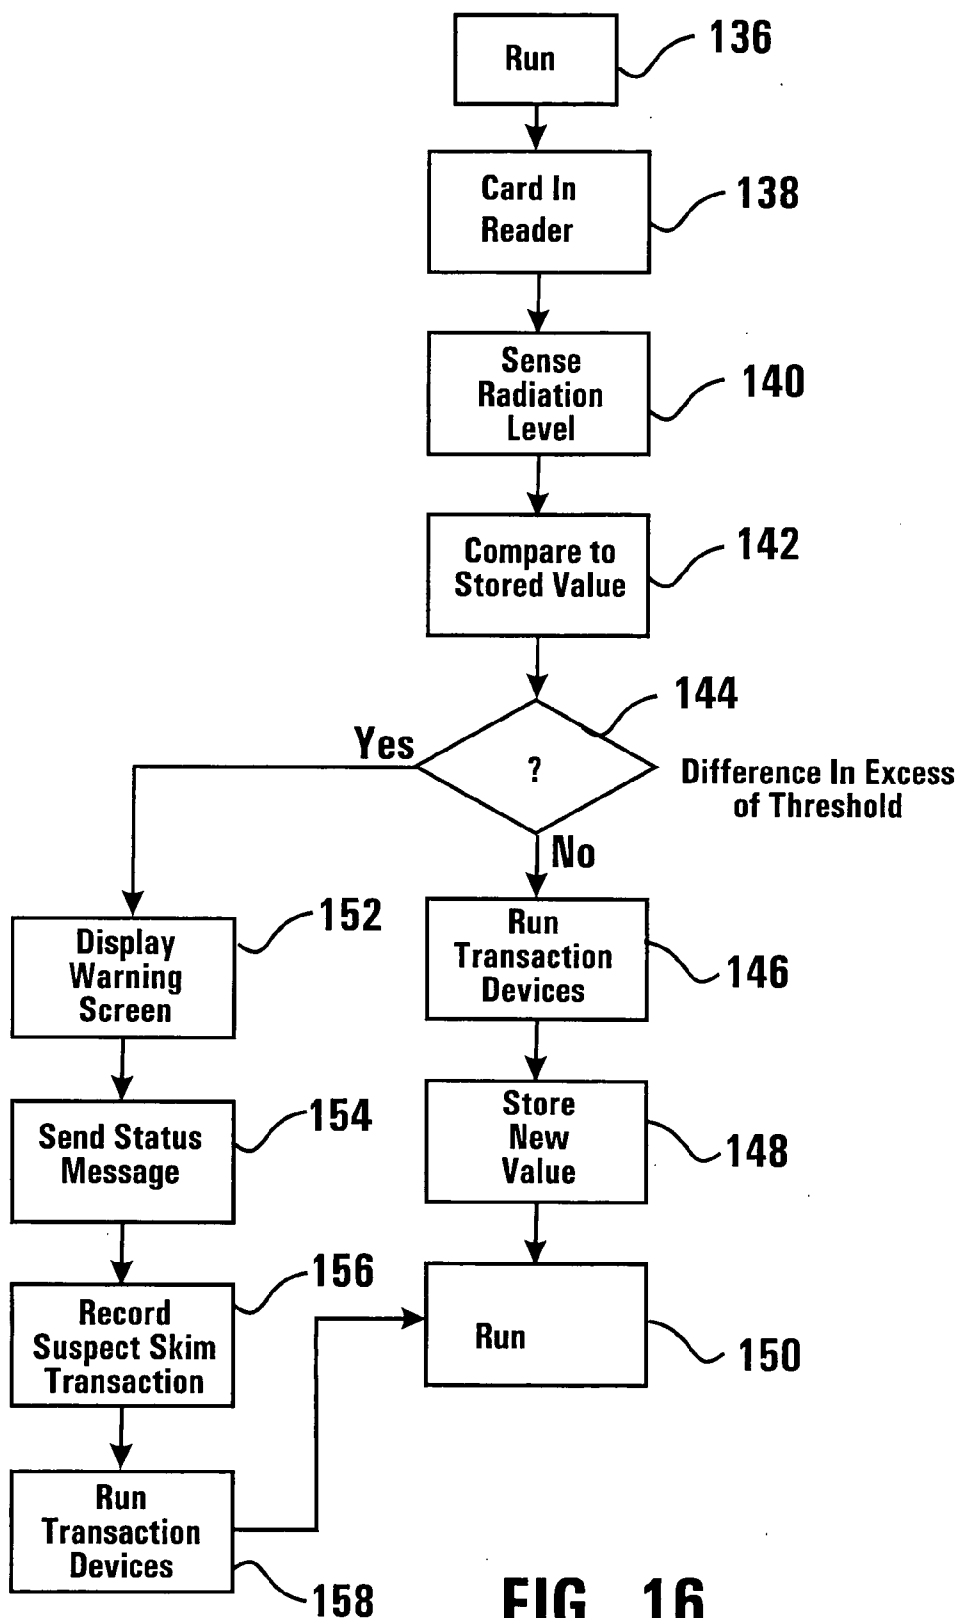 Run
136
Card In
Reader
138
Sense
Radiation
Level
140
Compare to
Stored Value
142
144
Yes
?
Difference In Excess
of Threshold
No
152
Display
Warning
Screen
Run
Transaction
Devices
146
154
Send Status
Message
Store
New
Value
148
156
Record
Suspect Skim
Transaction
Run
150
Run
Transaction
Devices
158
FIG 16